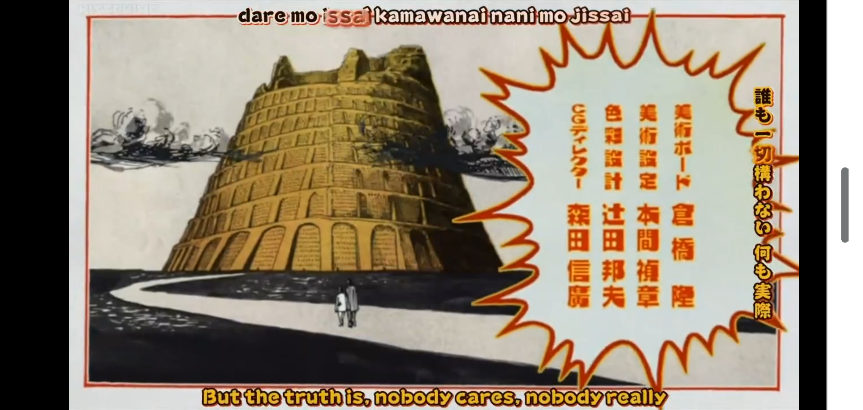 dare mo issai kamawanai nani mo jissai
誰も一切構わない 何も実際
美術ボード 倉橋 隆
美術設定 本間禎章
色彩設計 辻田邦夫
CGディレクター 森田信廣
But the truth is, nobody cares, nobody really